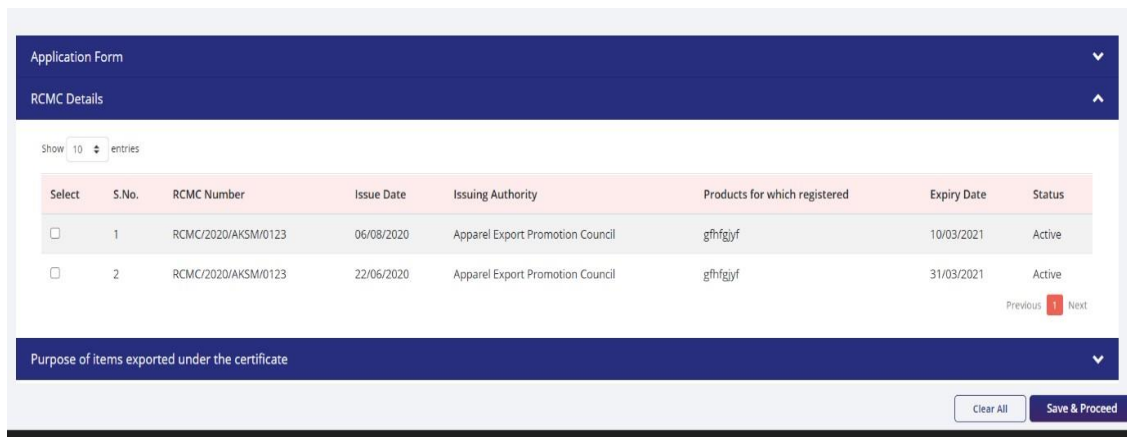 Application Form
RCMC Details
Show 10 entries
Select S.No. RCMC Number Issue Date Issuing Authority Products for which registered Expiry Date Status
1 RCMC/2020/AKSM/0123 06/08/2020 Apparel Export Promotion Council gfhfgjyf 10/03/2021 Active
2 RCMC/2020/AKSM/0123 22/06/2020 Apparel Export Promotion Council gfhfgjyf 31/03/2021 Active
Previous 1 Next
Purpose of items exported under the certificate
Clear All Save & Proceed